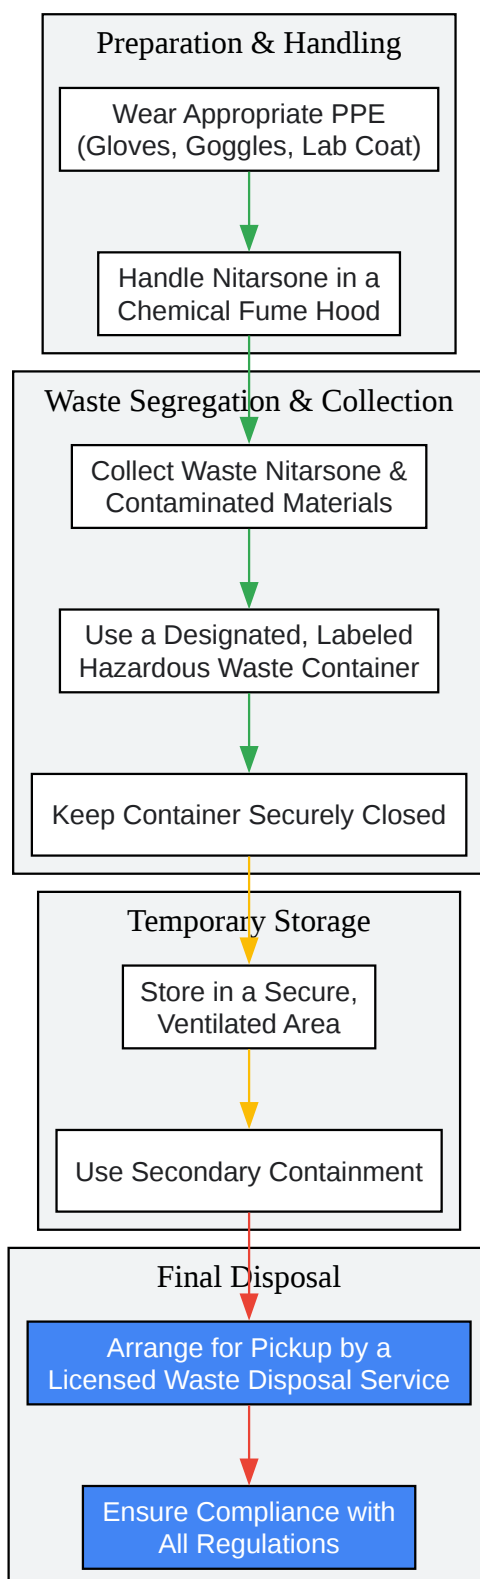 Preparation & Handling
Wear Appropriate PPE
(Gloves, Goggles, Lab Coat)
Handle Nitarsone in a
Chemical Fume Hood
Waste Segregation & Collection
Collect Waste Nitarsone &
Contaminated Materials
Use a Designated, Labeled
Hazardous Waste Container
Keep Container Securely Closed
Temporary Storage
Store in a Secure,
Ventilated Area
Use Secondary Containment
Final Disposal
Arrange for Pickup by a
Licensed Waste Disposal Service
Ensure Compliance with
All Regulations